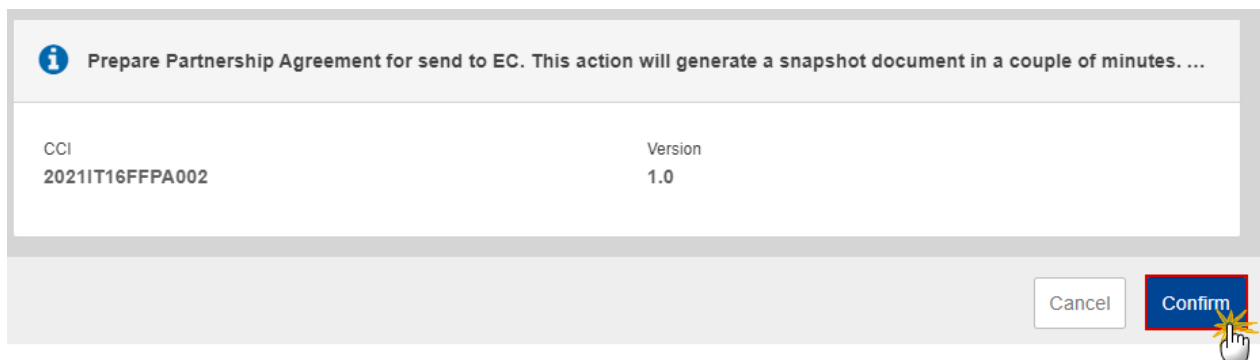 Prepare Partnership Agreement for send to EC. This action will generate a snapshot document in a couple of minutes. ...
CCI
2021IT16FFPA002
Version
1.0
Cancel
Confirm